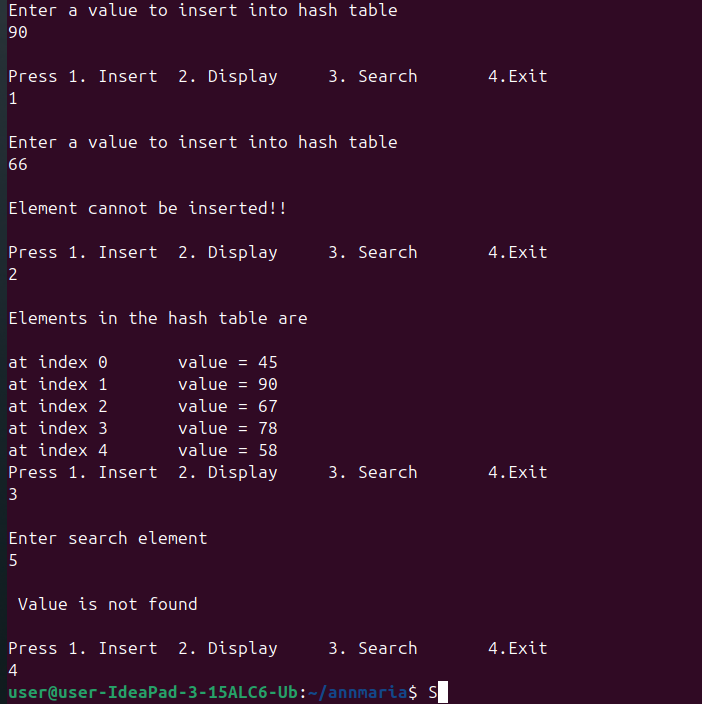 Enter a value to insert into hash table
90
Press 1. Insert  2. Display     3. Search       4.Exit
1
Enter a value to insert into hash table
66
Element cannot be inserted!!
Press 1. Insert  2. Display     3. Search       4.Exit
2
Elements in the hash table are
at index 0       value = 45
at index 1       value = 90
at index 2       value = 67
at index 3       value = 78
at index 4       value = 58
Press 1. Insert  2. Display     3. Search       4.Exit
3
Enter search element
5
Value is not found
Press 1. Insert  2. Display     3. Search       4.Exit
4
user@user-IdeaPad-3-15ALC6-Ub:~/annmaria$ S